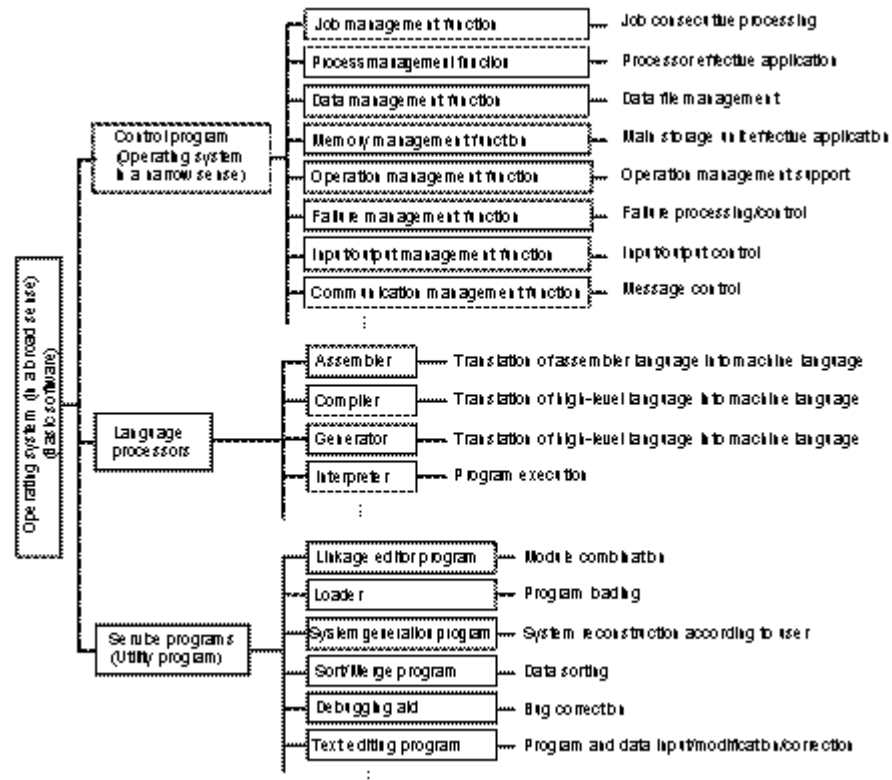 Operating system (in a broad sense)
(Basic software)
Control program
(Operating system
in a narrow sense)
Job management function
Job consecutive processing
Process management function
Processor effective application
Data management function
Data file management
Memory management function
Main storage unit effective application
Operation management function
Operation management support
Failure management function
Failure processing/control
Input/output management function
Input/output control
Communication management function
Message control
Language
processors
Assembler
Translation of assembler language into machine language
Compiler
Translation of high-level language into machine language
Generator
Translation of high-level language into machine language
Interpreter
Program execution
Service programs
(Utility program)
Linkage editor program
Module combination
Loader
Program loading
System generation program
System reconstruction according to user
Sort/Merge program
Data sorting
Debugging aid
Bug correction
Text editing program
Program and data input/modification/correction